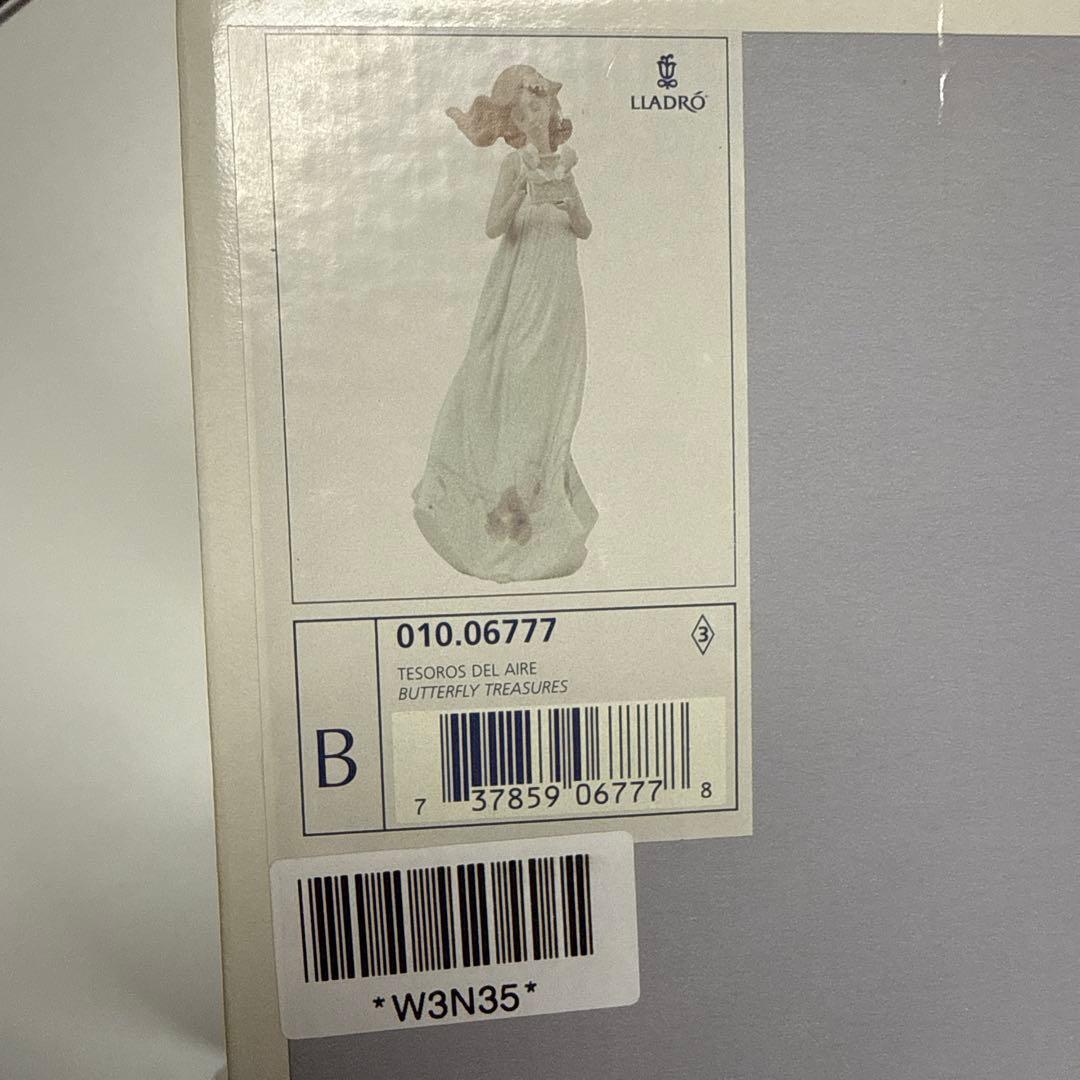 LLADRÓ
010.06777
3
TESOROS DEL AIRE
BUTTERFLY TREASURES
B
7 37859 06777 8
*W3N35*